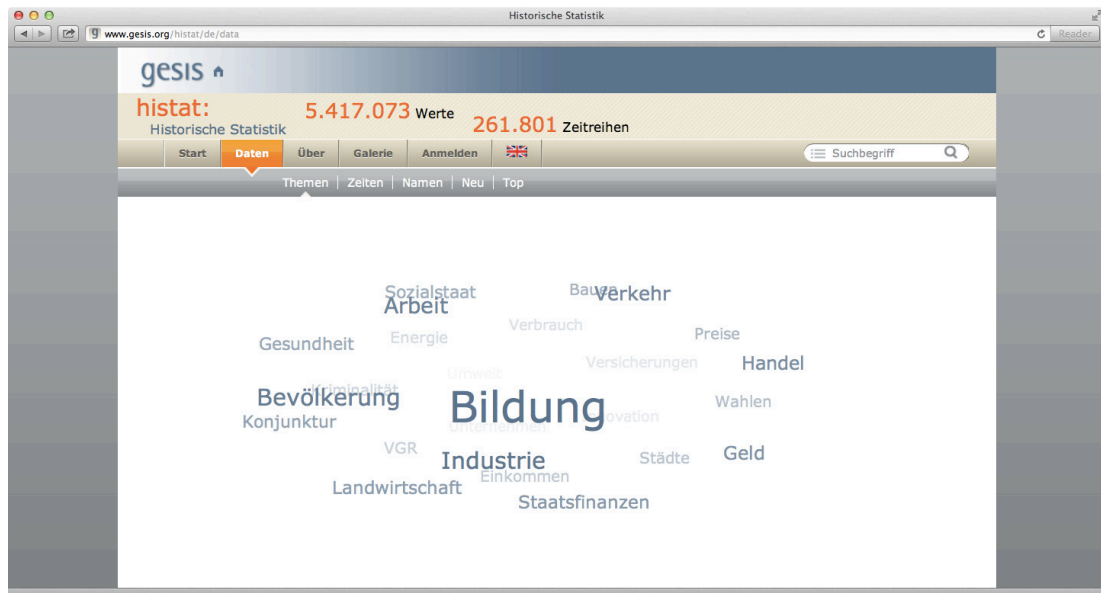 Historische Statistik
g www.gesis.org/histat/de/data
Reader
gesis
histat:
Historische Statistik
5.417.073 Werte
261.801 Zeitreihen
Start Daten Über Galerie Anmelden
Suchbegriff
Themen | Zeiten | Namen | Neu | Top
Sozialstaat Bauen
Arbeit Verkehr
Verbrauch
Energie Preise
Gesundheit
Versicherungen Handel
Umwelt
Kriminalität
Bevölkerung Bildung Wahlen
Konjunktur Innovation
Unternehmen
VGR Industrie Städte Geld
Einkommen
Landwirtschaft
Staatsfinanzen